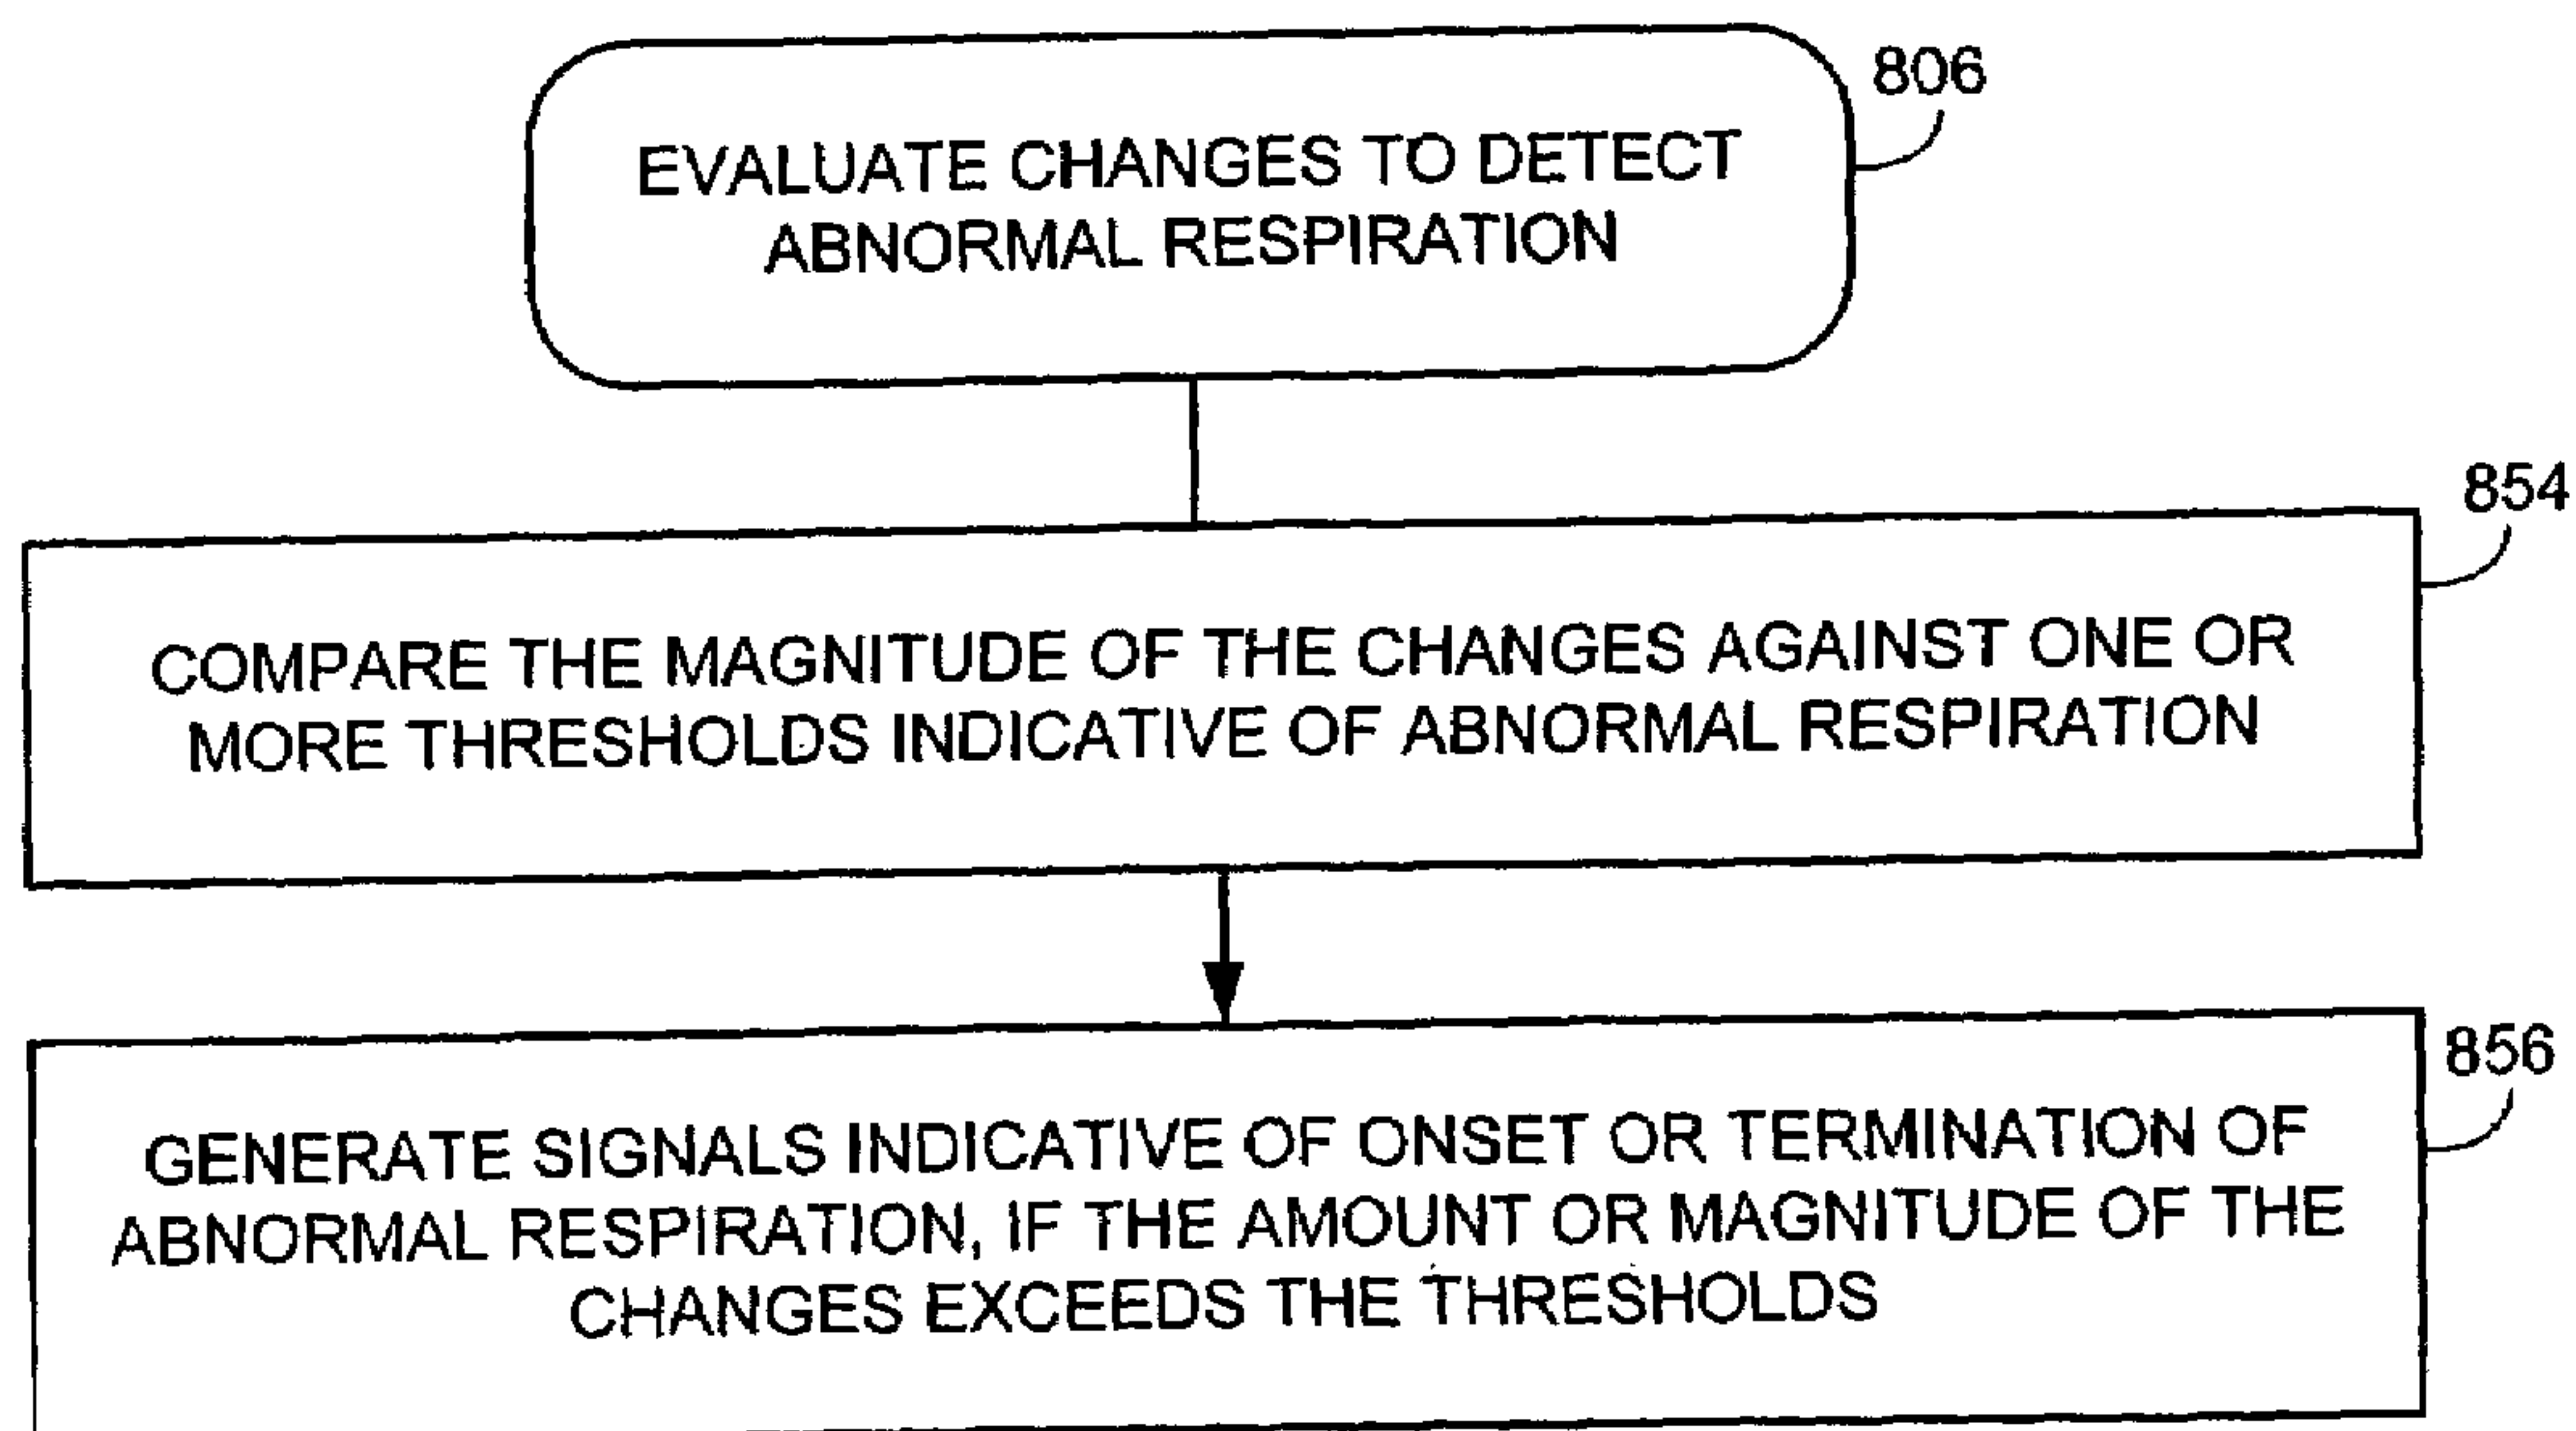 806
EVALUATE CHANGES TO DETECT
ABNORMAL RESPIRATION
854
COMPARE THE MAGNITUDE OF THE CHANGES AGAINST ONE OR
MORE THRESHOLDS INDICATIVE OF ABNORMAL RESPIRATION
856
GENERATE SIGNALS INDICATIVE OF ONSET OR TERMINATION OF
ABNORMAL RESPIRATION, IF THE AMOUNT OR MAGNITUDE OF THE
CHANGES EXCEEDS THE THRESHOLDS